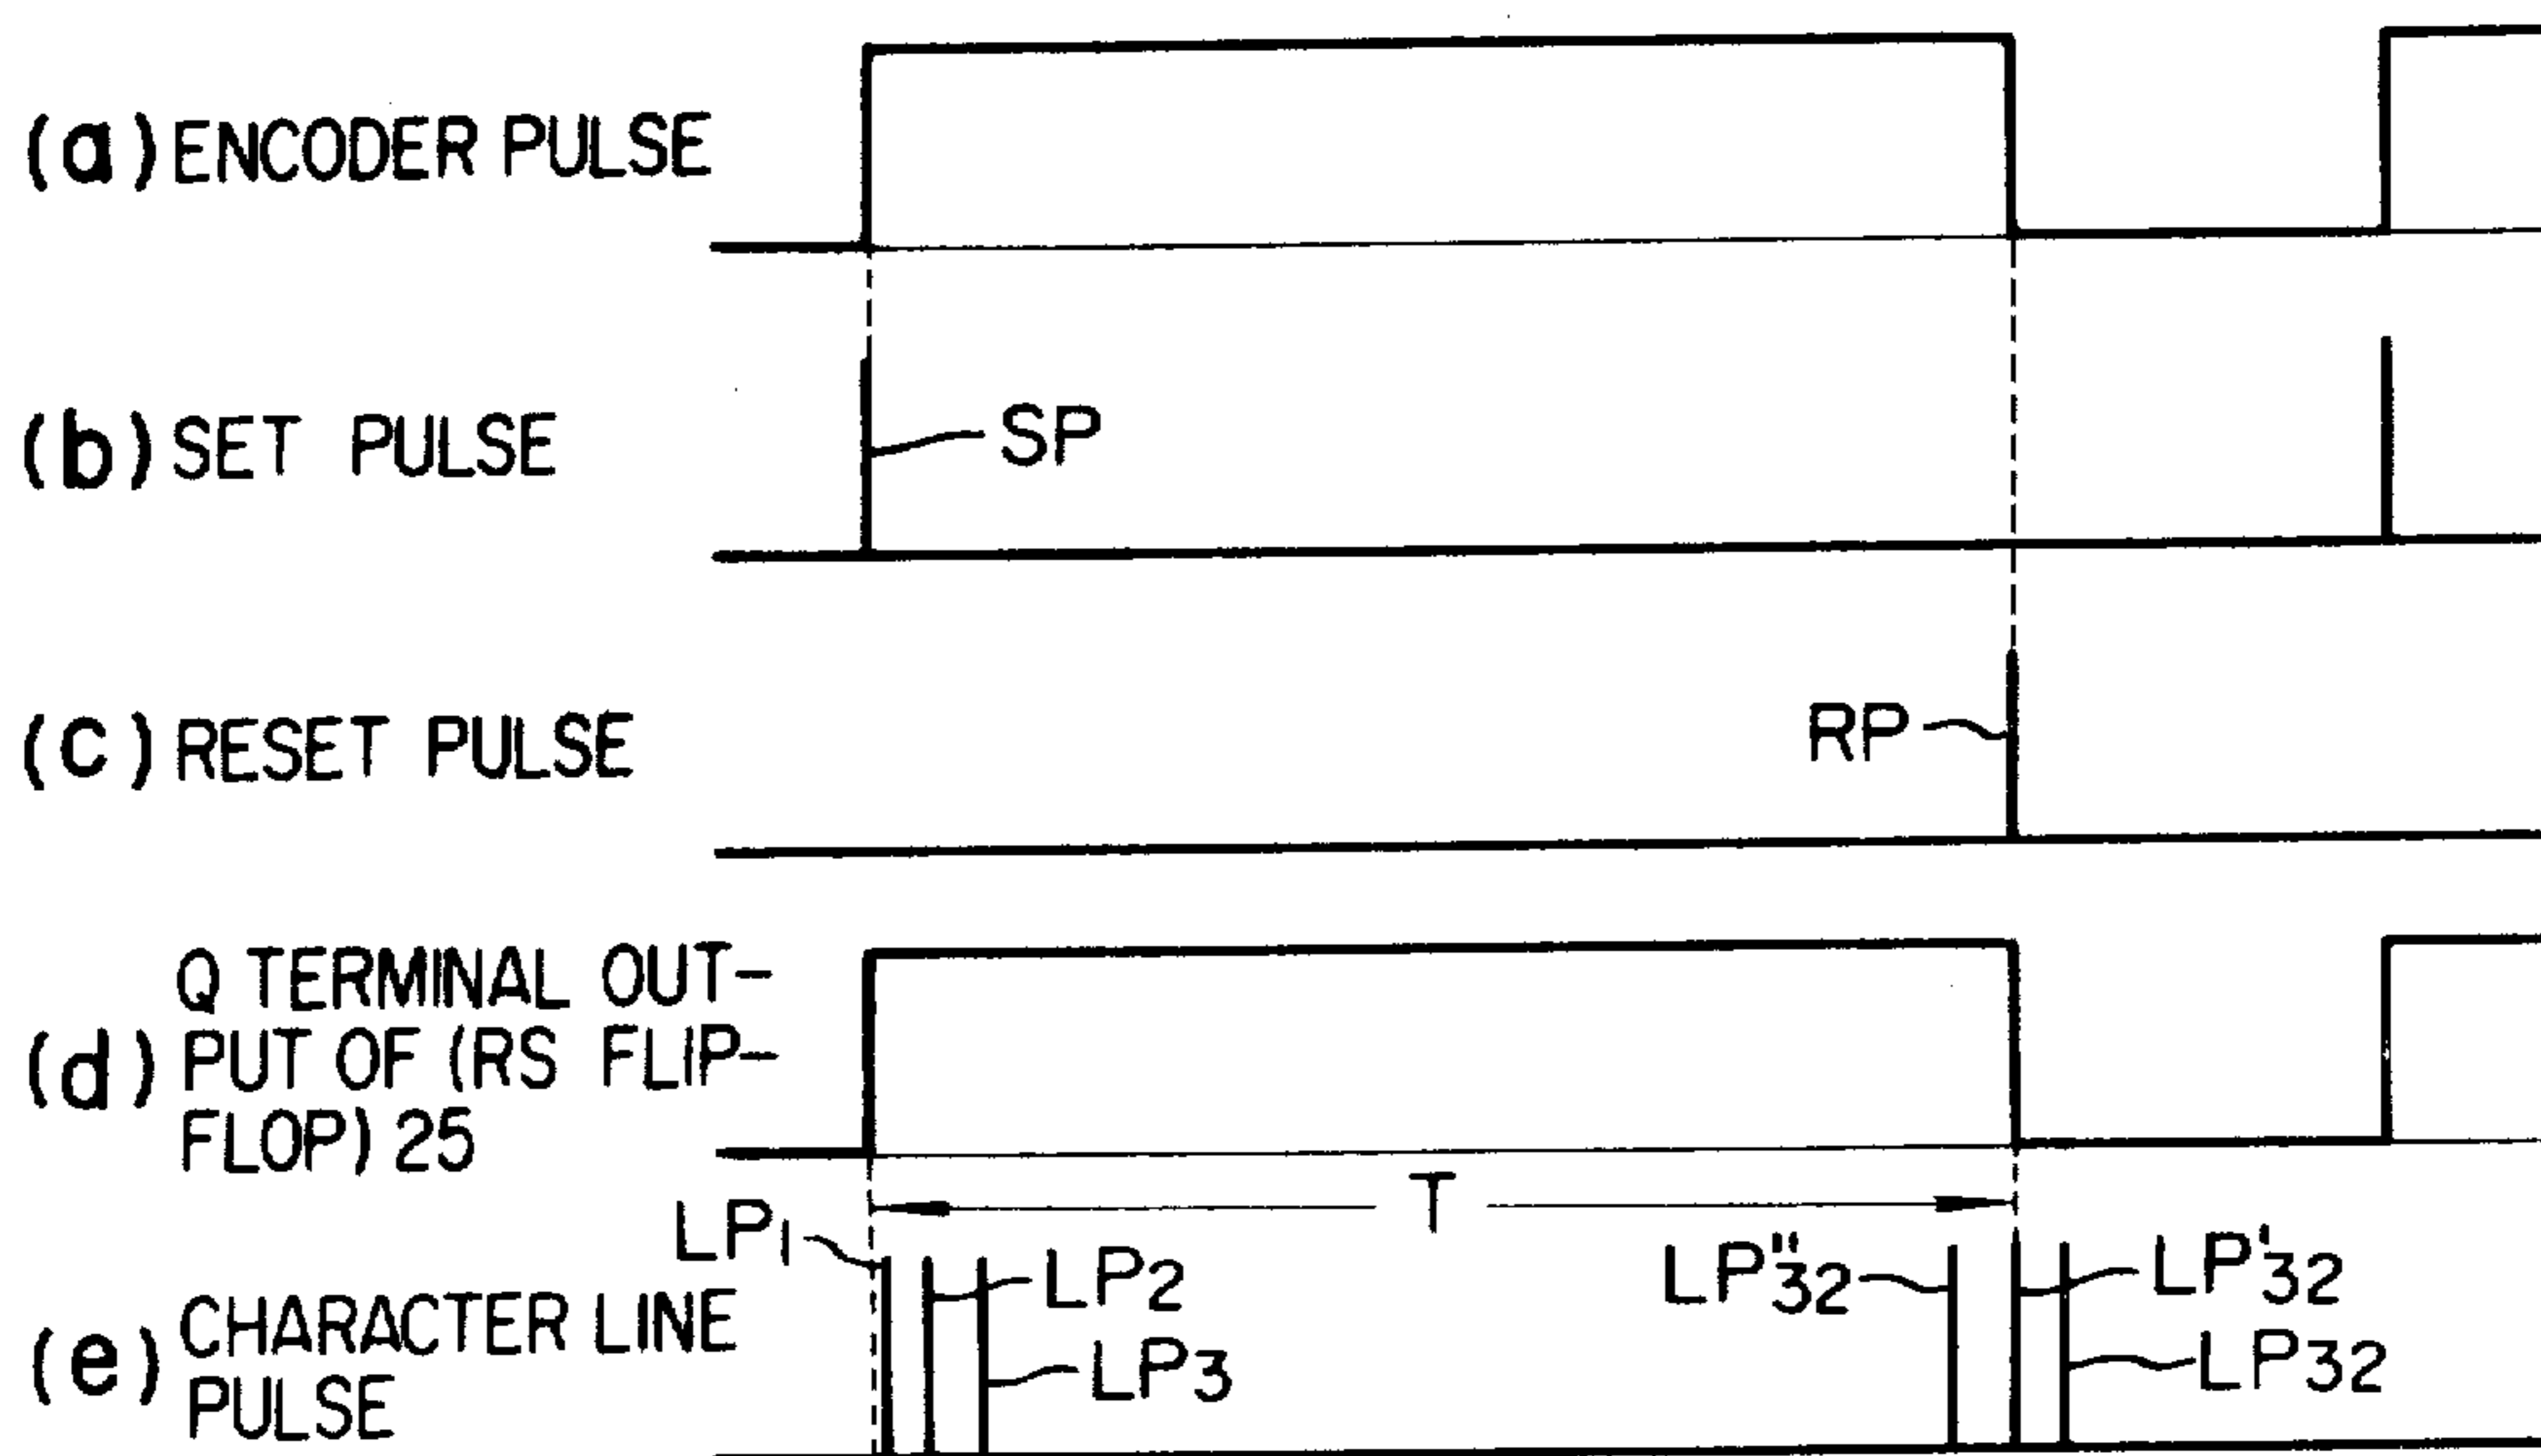 (a) ENCODER PULSE
(b) SET PULSE
SP
(c) RESET PULSE
RP
(d) Q TERMINAL OUT-
PUT OF (RS FLIP-
FLOP) 25
T
LP1
LP2
LP3
LP"32
LP'32
LP32
(e) CHARACTER LINE
PULSE